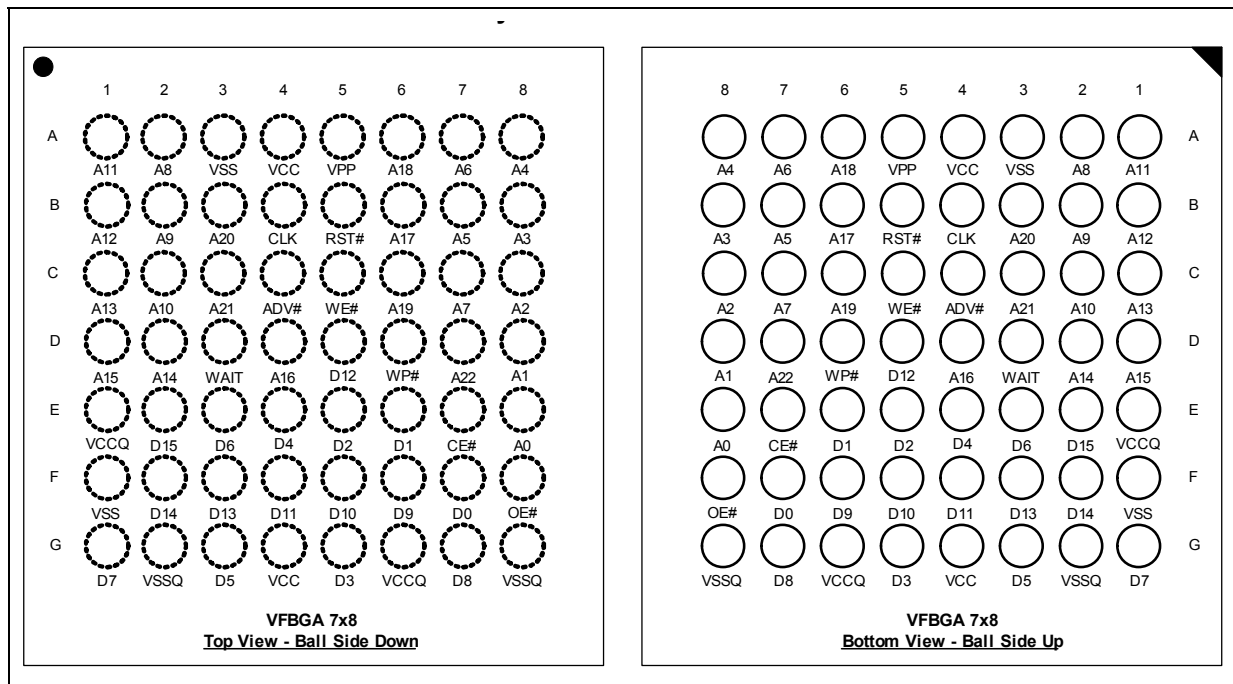 1 2 3 4 5 6 7 8
A
A11 A8 VSS VCC VPP A18 A6 A4
B
A12 A9 A20 CLK RST# A17 A5 A3
C
A13 A10 A21 ADV# WE# A19 A7 A2
D
A15 A14 WAIT A16 D12 WP# A22 A1
E
VCCQ D15 D6 D4 D2 D1 CE# A0
F
VSS D14 D13 D11 D10 D9 D0 OE#
G
D7 VSSQ D5 VCC D3 VCCQ D8 VSSQ
VFBGA 7x8
Top View - Ball Side Down
8 7 6 5 4 3 2 1
A
A4 A6 A18 VPP VCC VSS A8 A11
B
A3 A5 A17 RST# CLK A20 A9 A12
C
A2 A7 A19 WE# ADV# A21 A10 A13
D
A1 A22 WP# D12 A16 WAIT A14 A15
E
A0 CE# D1 D2 D4 D6 D15 VCCQ
F
OE# D0 D9 D10 D11 D13 D14 VSS
G
VSSQ D8 VCCQ D3 VCC D5 VSSQ D7
VFBGA 7x8
Bottom View - Ball Side Up